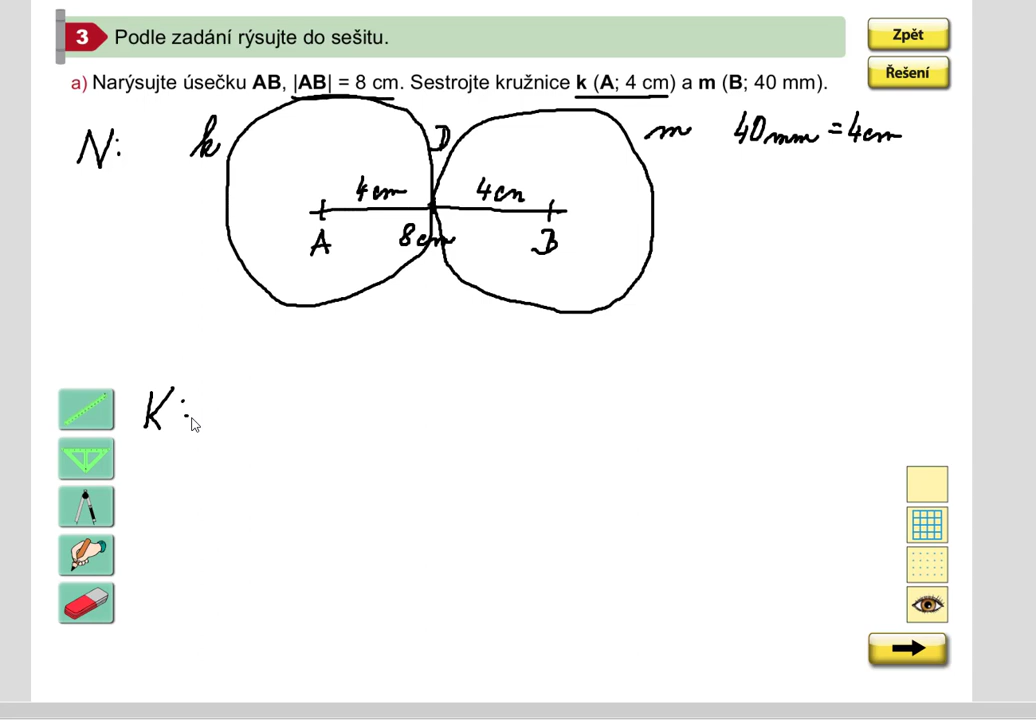 3 Podle zadání rýsujte do sešitu.
Zpět
Řešení
a) Narýsujte úsečku AB, |AB| = 8 cm. Sestrojte kružnice k (A; 4 cm) a m (B; 40 mm).
N: k D m 40mm = 4cm
4cm 4cm
A 8cm B
K: